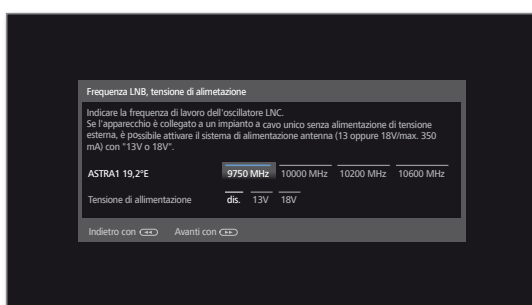 Frequenza LNB, tensione di alimetazione
Indicare la frequenza di lavoro dell'oscillatore LNC.
Se l'apparecchio è collegato a un impianto a cavo unico senza alimentazione di tensione
esterna, è possibile attivare il sistema di alimentazione antenna (13 oppure 18V/max. 350
mA) con "13V o 18V".
ASTRA1 19,2°E 9750 MHz 10000 MHz 10200 MHz 10600 MHz
Tensione di allimentazione dis. 13V 18V
Indietro con Avanti con